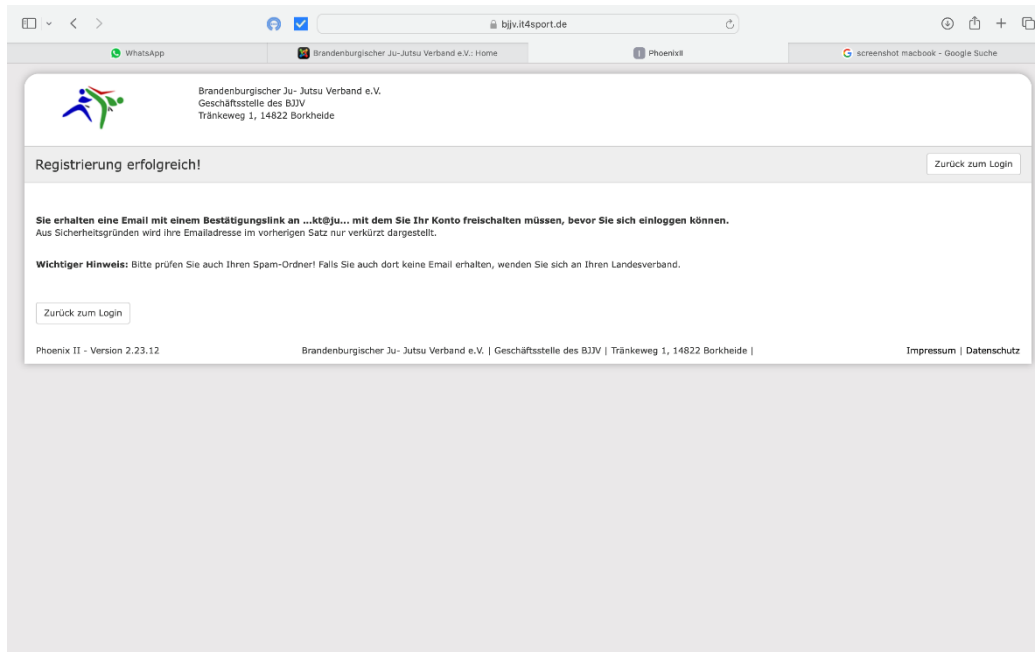 bjjv.it4sport.de
WhatsApp
Brandenburgischer Ju-Jutsu Verband e.V.: Home
I PhoenixII
screenshot macbook - Google Suche
Brandenburgischer Ju- Jutsu Verband e.V.
Geschäftsstelle des BJJV
Tränkeweg 1, 14822 Borkheide
Registrierung erfolgreich!
Zurück zum Login
Sie erhalten eine Email mit einem Bestätigungslink an ...kt@ju... mit dem Sie Ihr Konto freischalten müssen, bevor Sie sich einloggen können.
Aus Sicherheitsgründen wird ihre Emailadresse im vorherigen Satz nur verkürzt dargestellt.
Wichtiger Hinweis: Bitte prüfen Sie auch Ihren Spam-Ordner! Falls Sie auch dort keine Email erhalten, wenden Sie sich an Ihren Landesverband.
Zurück zum Login
Phoenix II - Version 2.23.12
Brandenburgischer Ju- Jutsu Verband e.V. | Geschäftsstelle des BJJV | Tränkeweg 1, 14822 Borkheide |
Impressum | Datenschutz